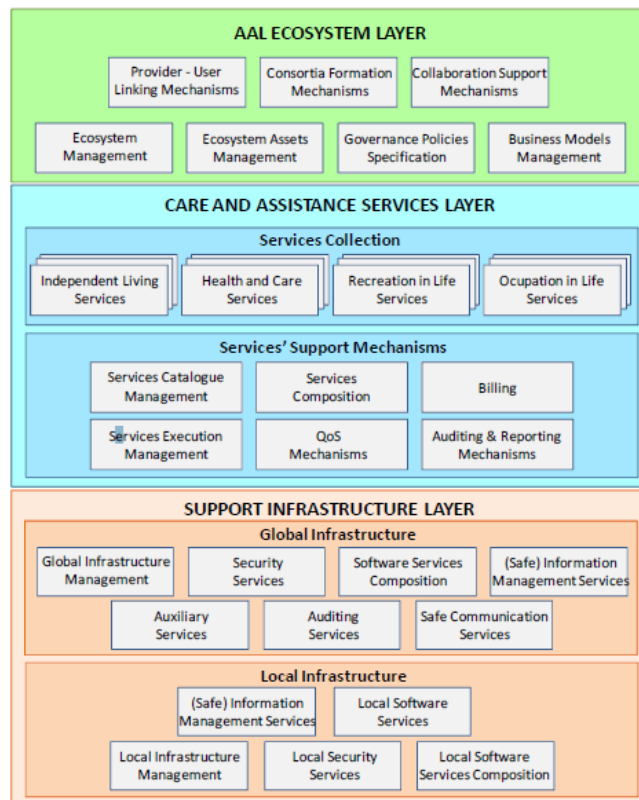 AAL ECOSYSTEM LAYER
Provider - User
Linking Mechanisms
Consortia Formation
Mechanisms
Collaboration Support
Mechanisms
Ecosystem
Management
Ecosystem Assets
Management
Governance Policies
Specification
Business Models
Management
CARE AND ASSISTANCE SERVICES LAYER
Services Collection
Independent Living
Services
Health and Care
Services
Recreation in Life
Services
Ocupation in Life
Services
Services' Support Mechanisms
Services Catalogue
Management
Services
Composition
Billing
Services Execution
Management
QoS
Mechanisms
Auditing & Reporting
Mechanisms
SUPPORT INFRASTRUCTURE LAYER
Global Infrastructure
Global Infrastructure
Management
Security
Services
Software Services
Composition
(Safe) Information
Management Services
Auxiliary
Services
Auditing
Services
Safe Communication
Services
Local Infrastructure
(Safe) Information
Management Services
Local Software
Services
Local Infrastructure
Management
Local Security
Services
Local Software
Services Composition